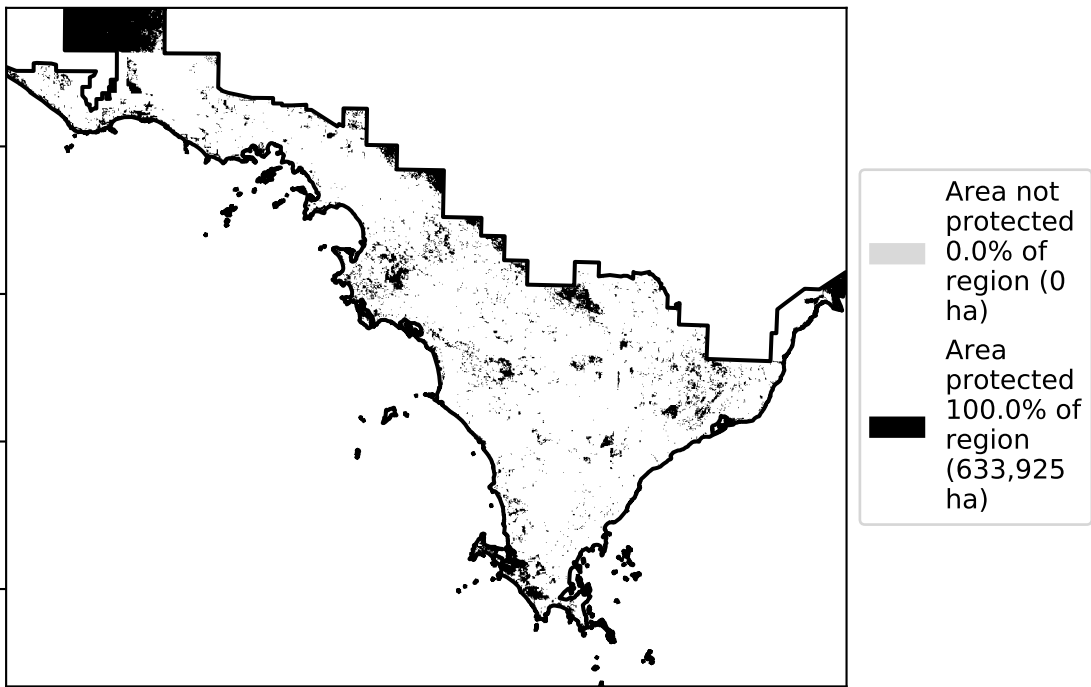 Area not
protected
0.0% of
region (0
ha)
Area
protected
100.0% of
region
(633,925
ha)